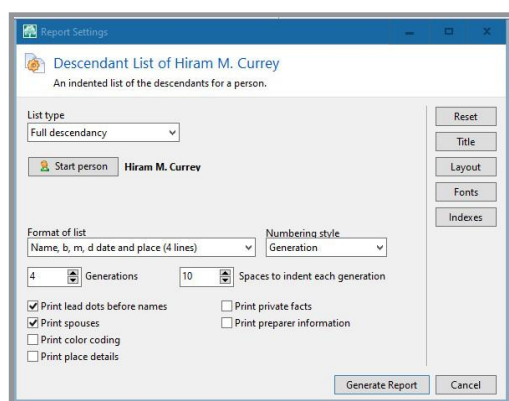 Report Settings
Descendant List of Hiram M. Currey
An indented list of the descendants for a person.
List type
Full descendancy
Start person Hiram M. Currey
Format of list Numbering style
Name, b, m, d date and place (4 lines) Generation
4 Generations 10 Spaces to indent each generation
Print lead dots before names Print private facts
Print spouses Print preparer information
Print color coding
Print place details
Reset
Title
Layout
Fonts
Indexes
Generate Report Cancel